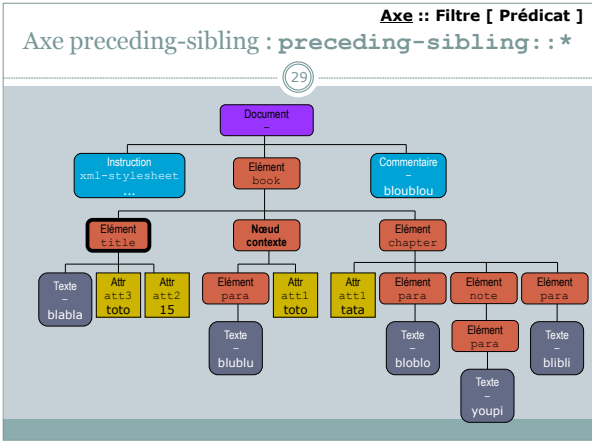 Axe :: Filtre [ Prédicat ]
Axe preceding-sibling : preceding-sibling::*
29
Document
–
Instruction
xml-stylesheet
...
Elément
book
Commentaire
–
bloublou
Elément
title
Nœud
contexte
Elément
chapter
Texte
–
blabla
Attr
att3
toto
Attr
att2
15
Elément
para
Attr
att1
toto
Attr
att1
tata
Elément
para
Elément
note
Elément
para
Texte
–
blublu
Texte
–
bloblo
Elément
para
Texte
–
blibli
Texte
–
youpi